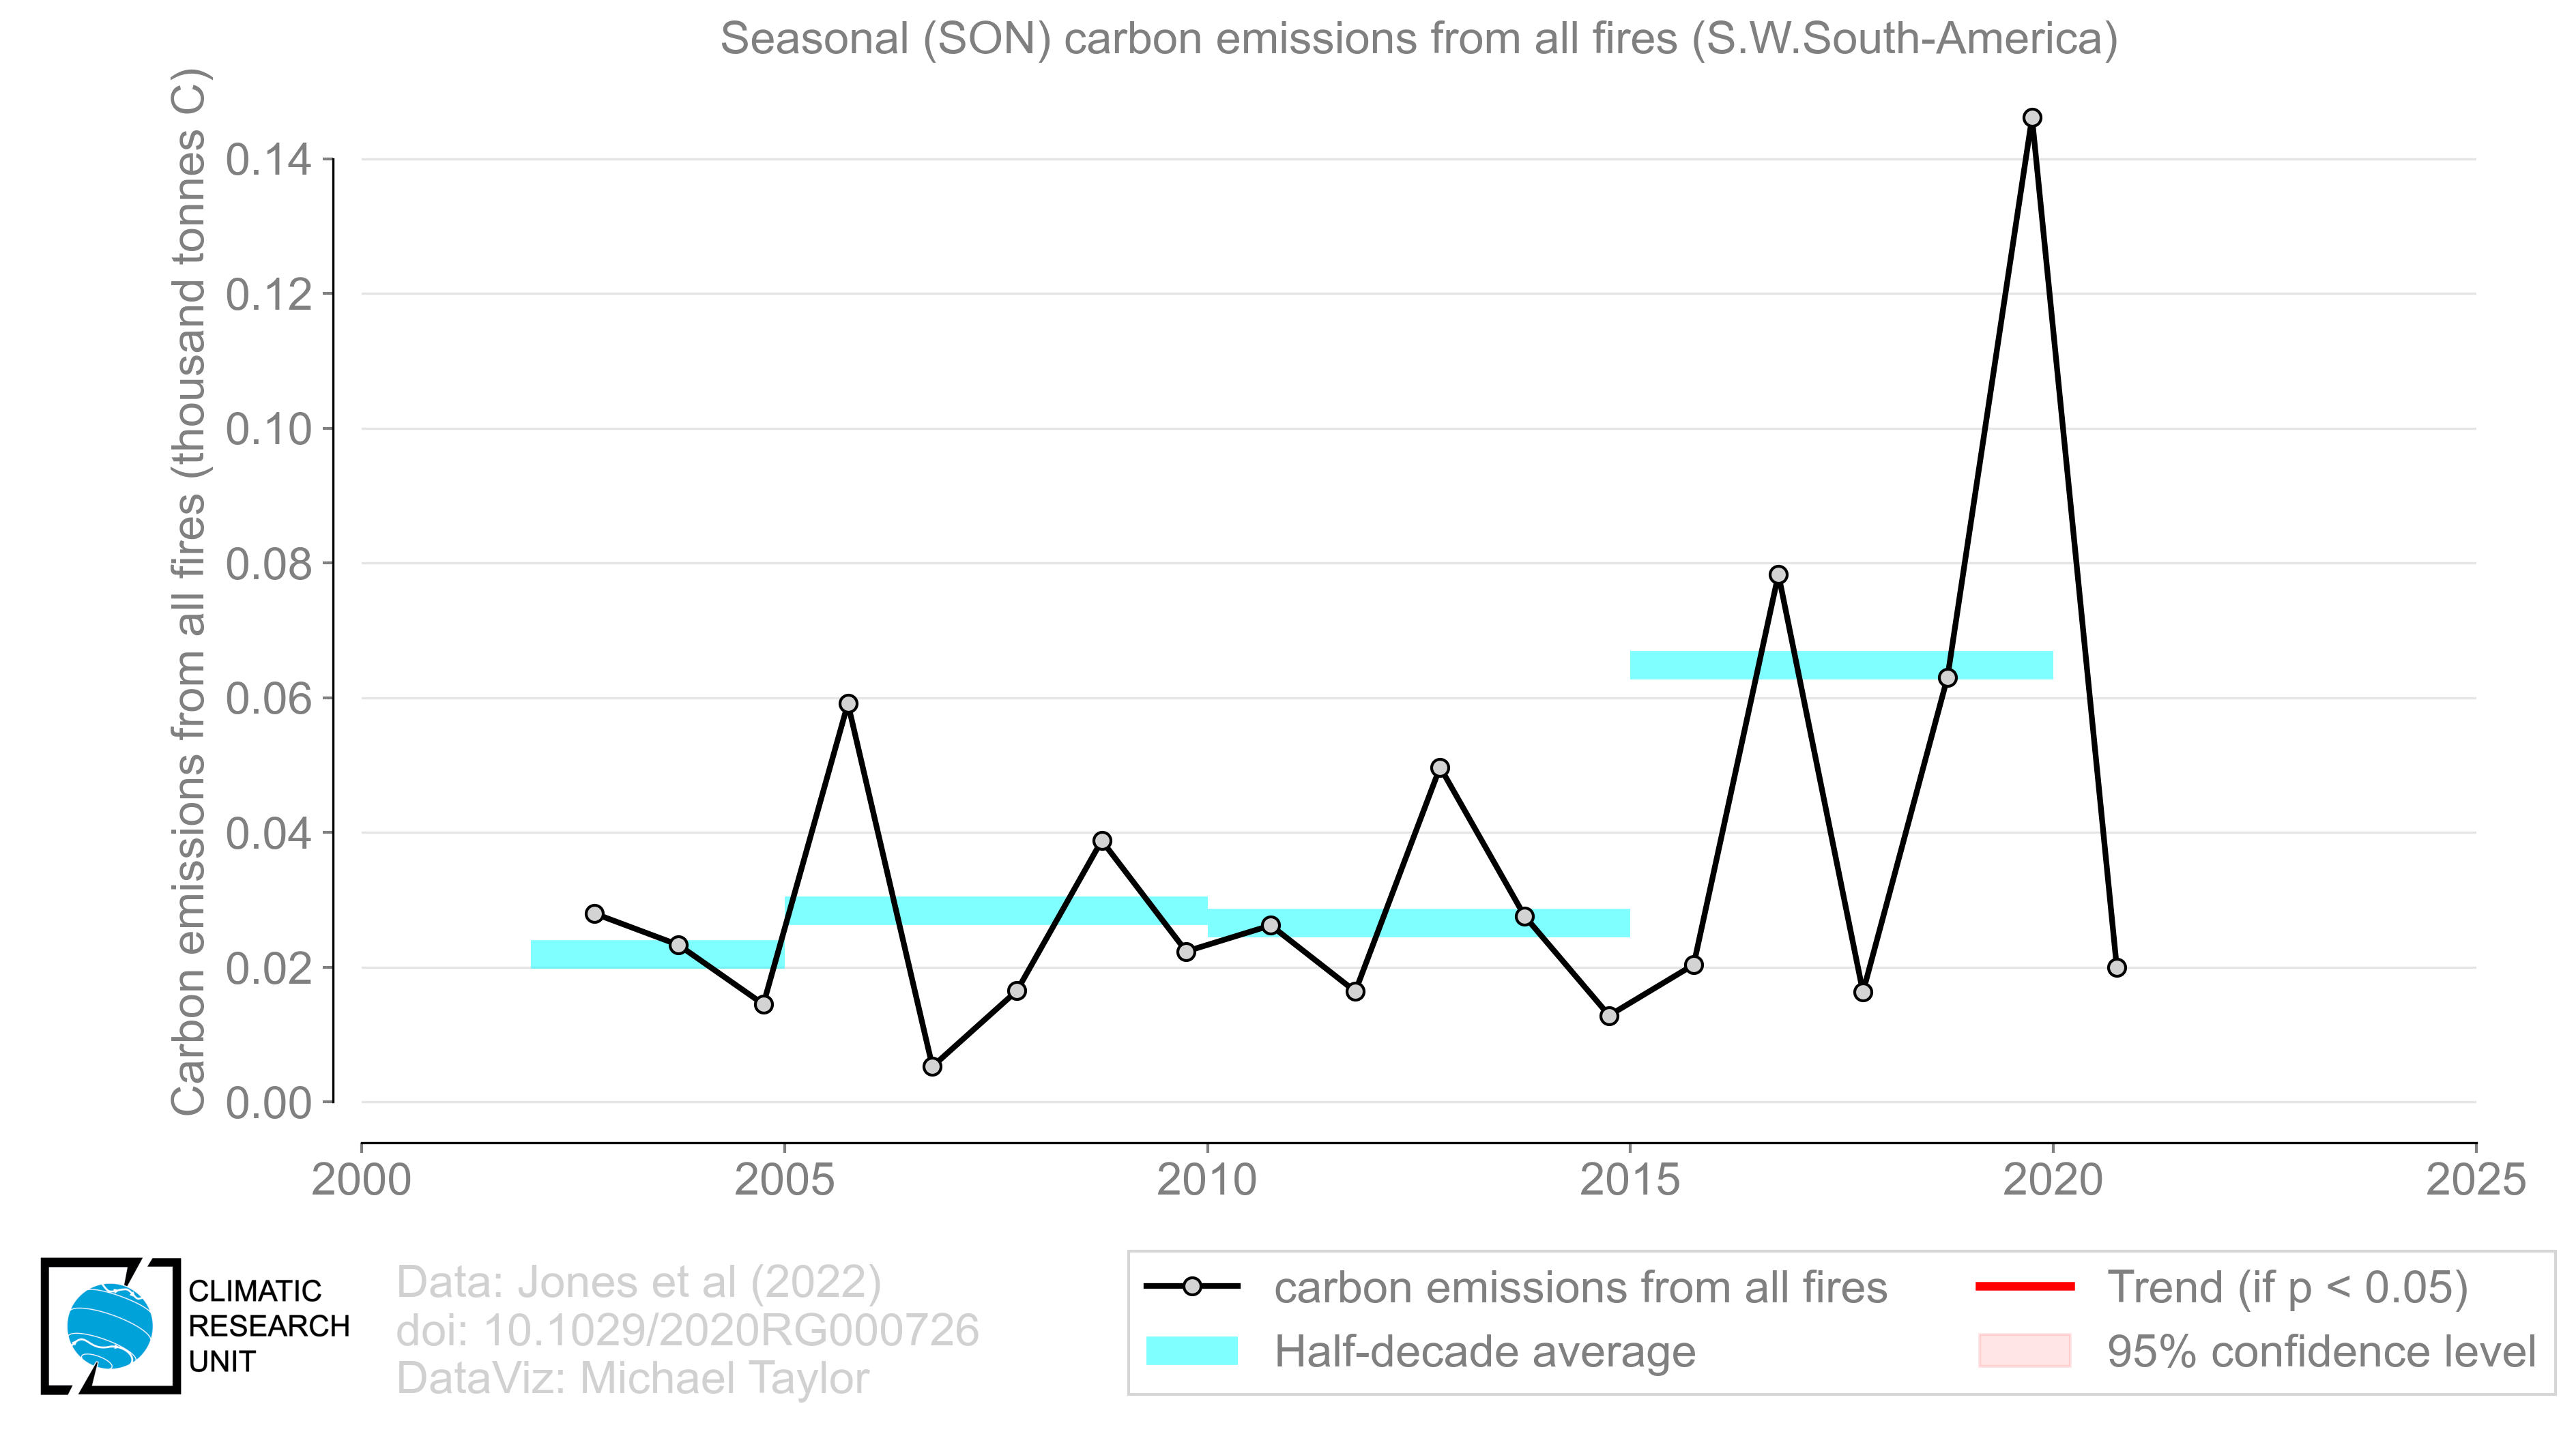 Seasonal (SON) carbon emissions from all fires (S.W.South-America)
Carbon emissions from all fires (thousand tonnes C)
0.14
0.12
0.10
0.08
0.06
0.04
0.02
0.00
2000 2005 2010 2015 2020 2025
CLIMATIC
RESEARCH
UNIT
Data: Jones et al (2022)
doi: 10.1029/2020RG000726
DataViz: Michael Taylor
carbon emissions from all fires
Half-decade average
Trend (if p < 0.05)
95% confidence level